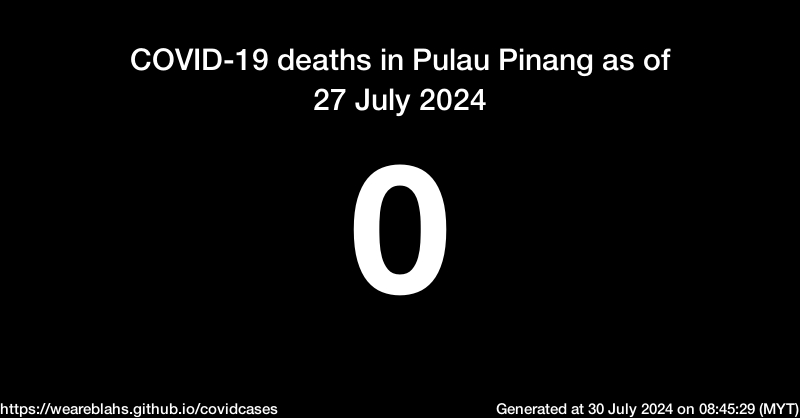 COVID-19 deaths in Pulau Pinang as of
27 July 2024
0
https://weareblahs.github.io/covidcases
Generated at 30 July 2024 on 08:45:29 (MYT)